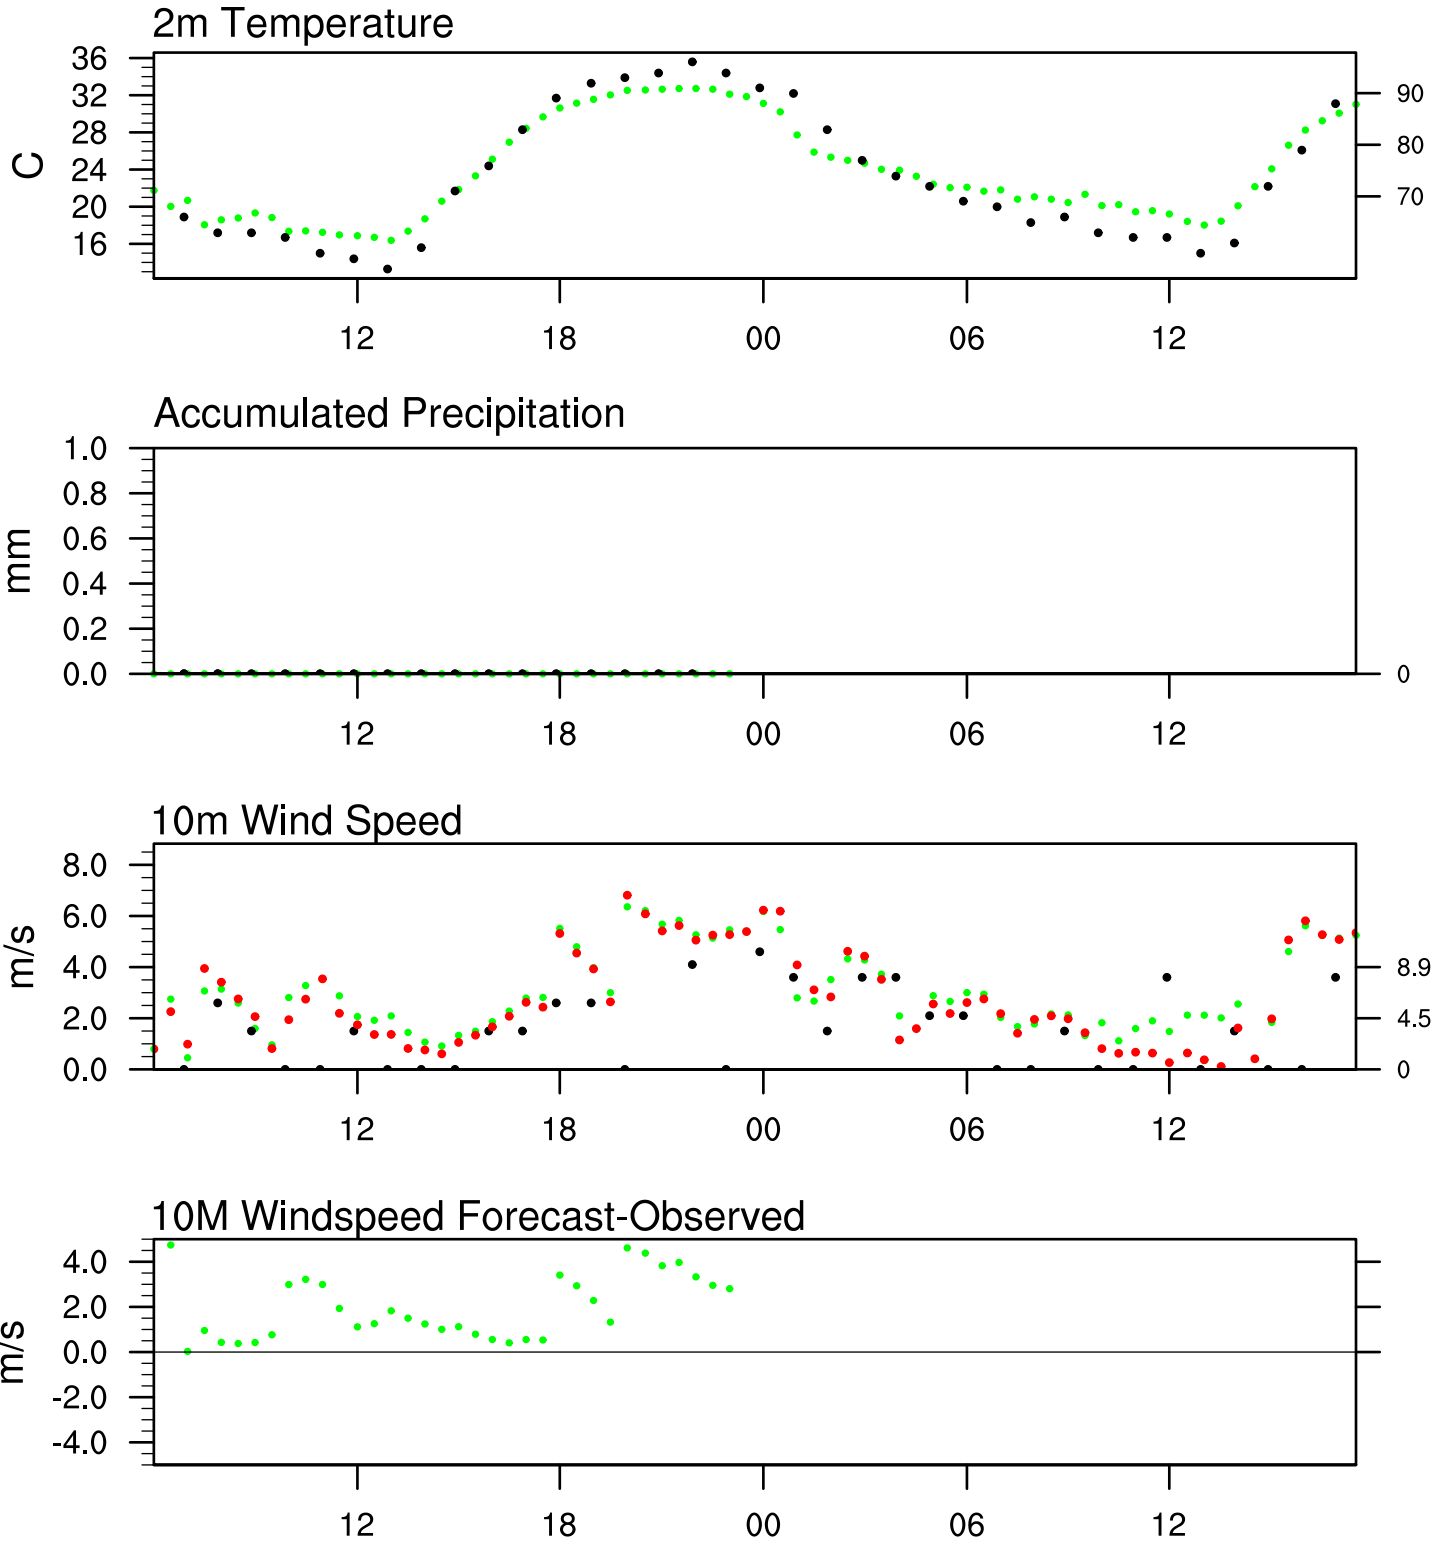 2m Temperature
36
32
28
24
20
16
C
90
80
70
12 18 00 06 12
Accumulated Precipitation
1.0
0.8
0.6
0.4
0.2
0.0
mm
0
12 18 00 06 12
10m Wind Speed
8.0
6.0
4.0
2.0
0.0
m/s
8.9
4.5
0
12 18 00 06 12
10M Windspeed Forecast-Observed
4.0
2.0
0.0
-2.0
-4.0
m/s
12 18 00 06 12